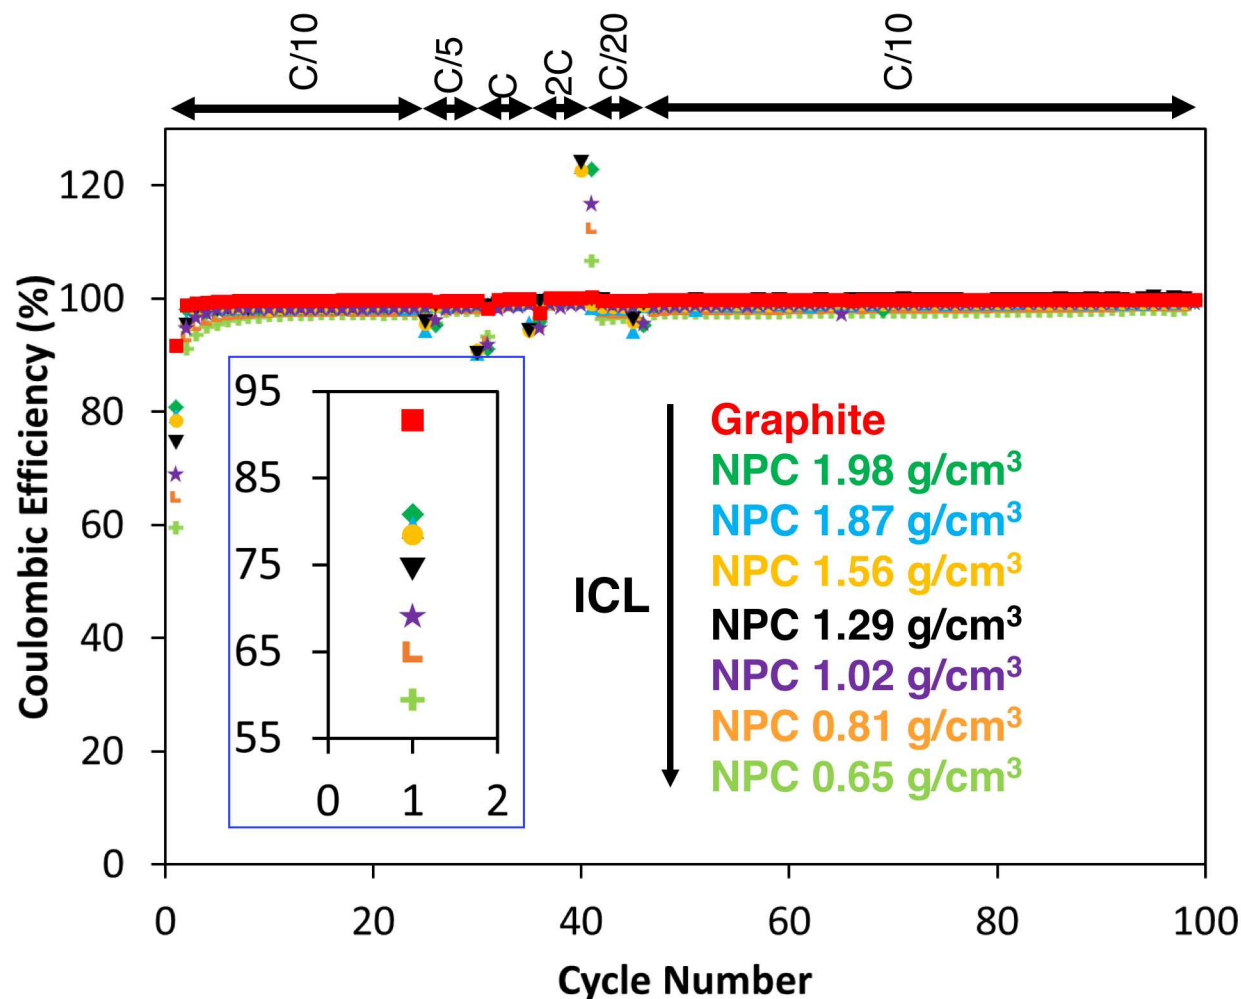 C/10
C/5
C
2C
C/20
C/10
120
100
80
60
40
20
0
Coulombic Efficiency (%)
95
85
75
65
55
0 1 2
ICL
Graphite
NPC 1.98 g/cm³
NPC 1.87 g/cm³
NPC 1.56 g/cm³
NPC 1.29 g/cm³
NPC 1.02 g/cm³
NPC 0.81 g/cm³
NPC 0.65 g/cm³
0 20 40 60 80 100
Cycle Number